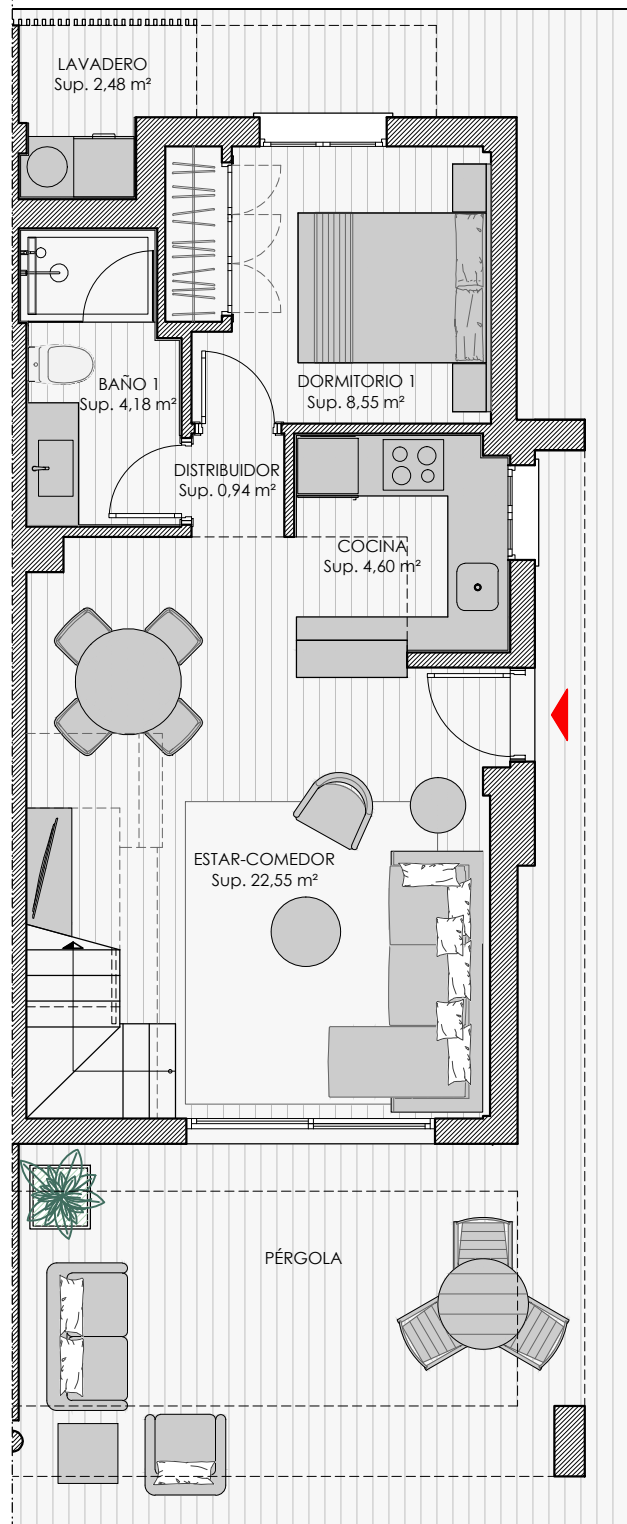 LAVADERO
Sup. 2,48 m²
DORMITORIO 1
Sup. 8,55 m²
BAÑO 1
Sup. 4,18 m²
DISTRIBUIDOR
Sup. 0,94 m²
COCINA
Sup. 4,60 m²
ESTAR-COMEDOR
Sup. 22,55 m²
PÉRGOLA